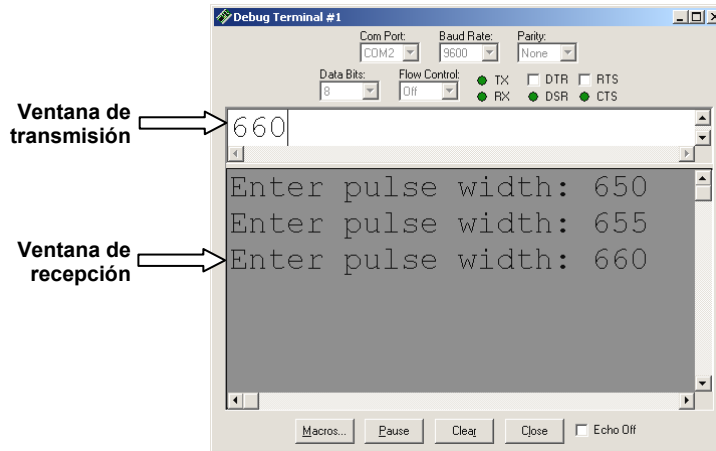 Debug Terminal #1
Com Port: Baud Rate: Parity:
COM2 9600 None
Data Bits: Flow Control: TX DTR RTS
8 Off RX DSR CTS
Ventana de
transmisión
660
Enter pulse width: 650
Enter pulse width: 655
Ventana de
recepción
Enter pulse width: 660
Macros... Pause Clear Close Echo Off